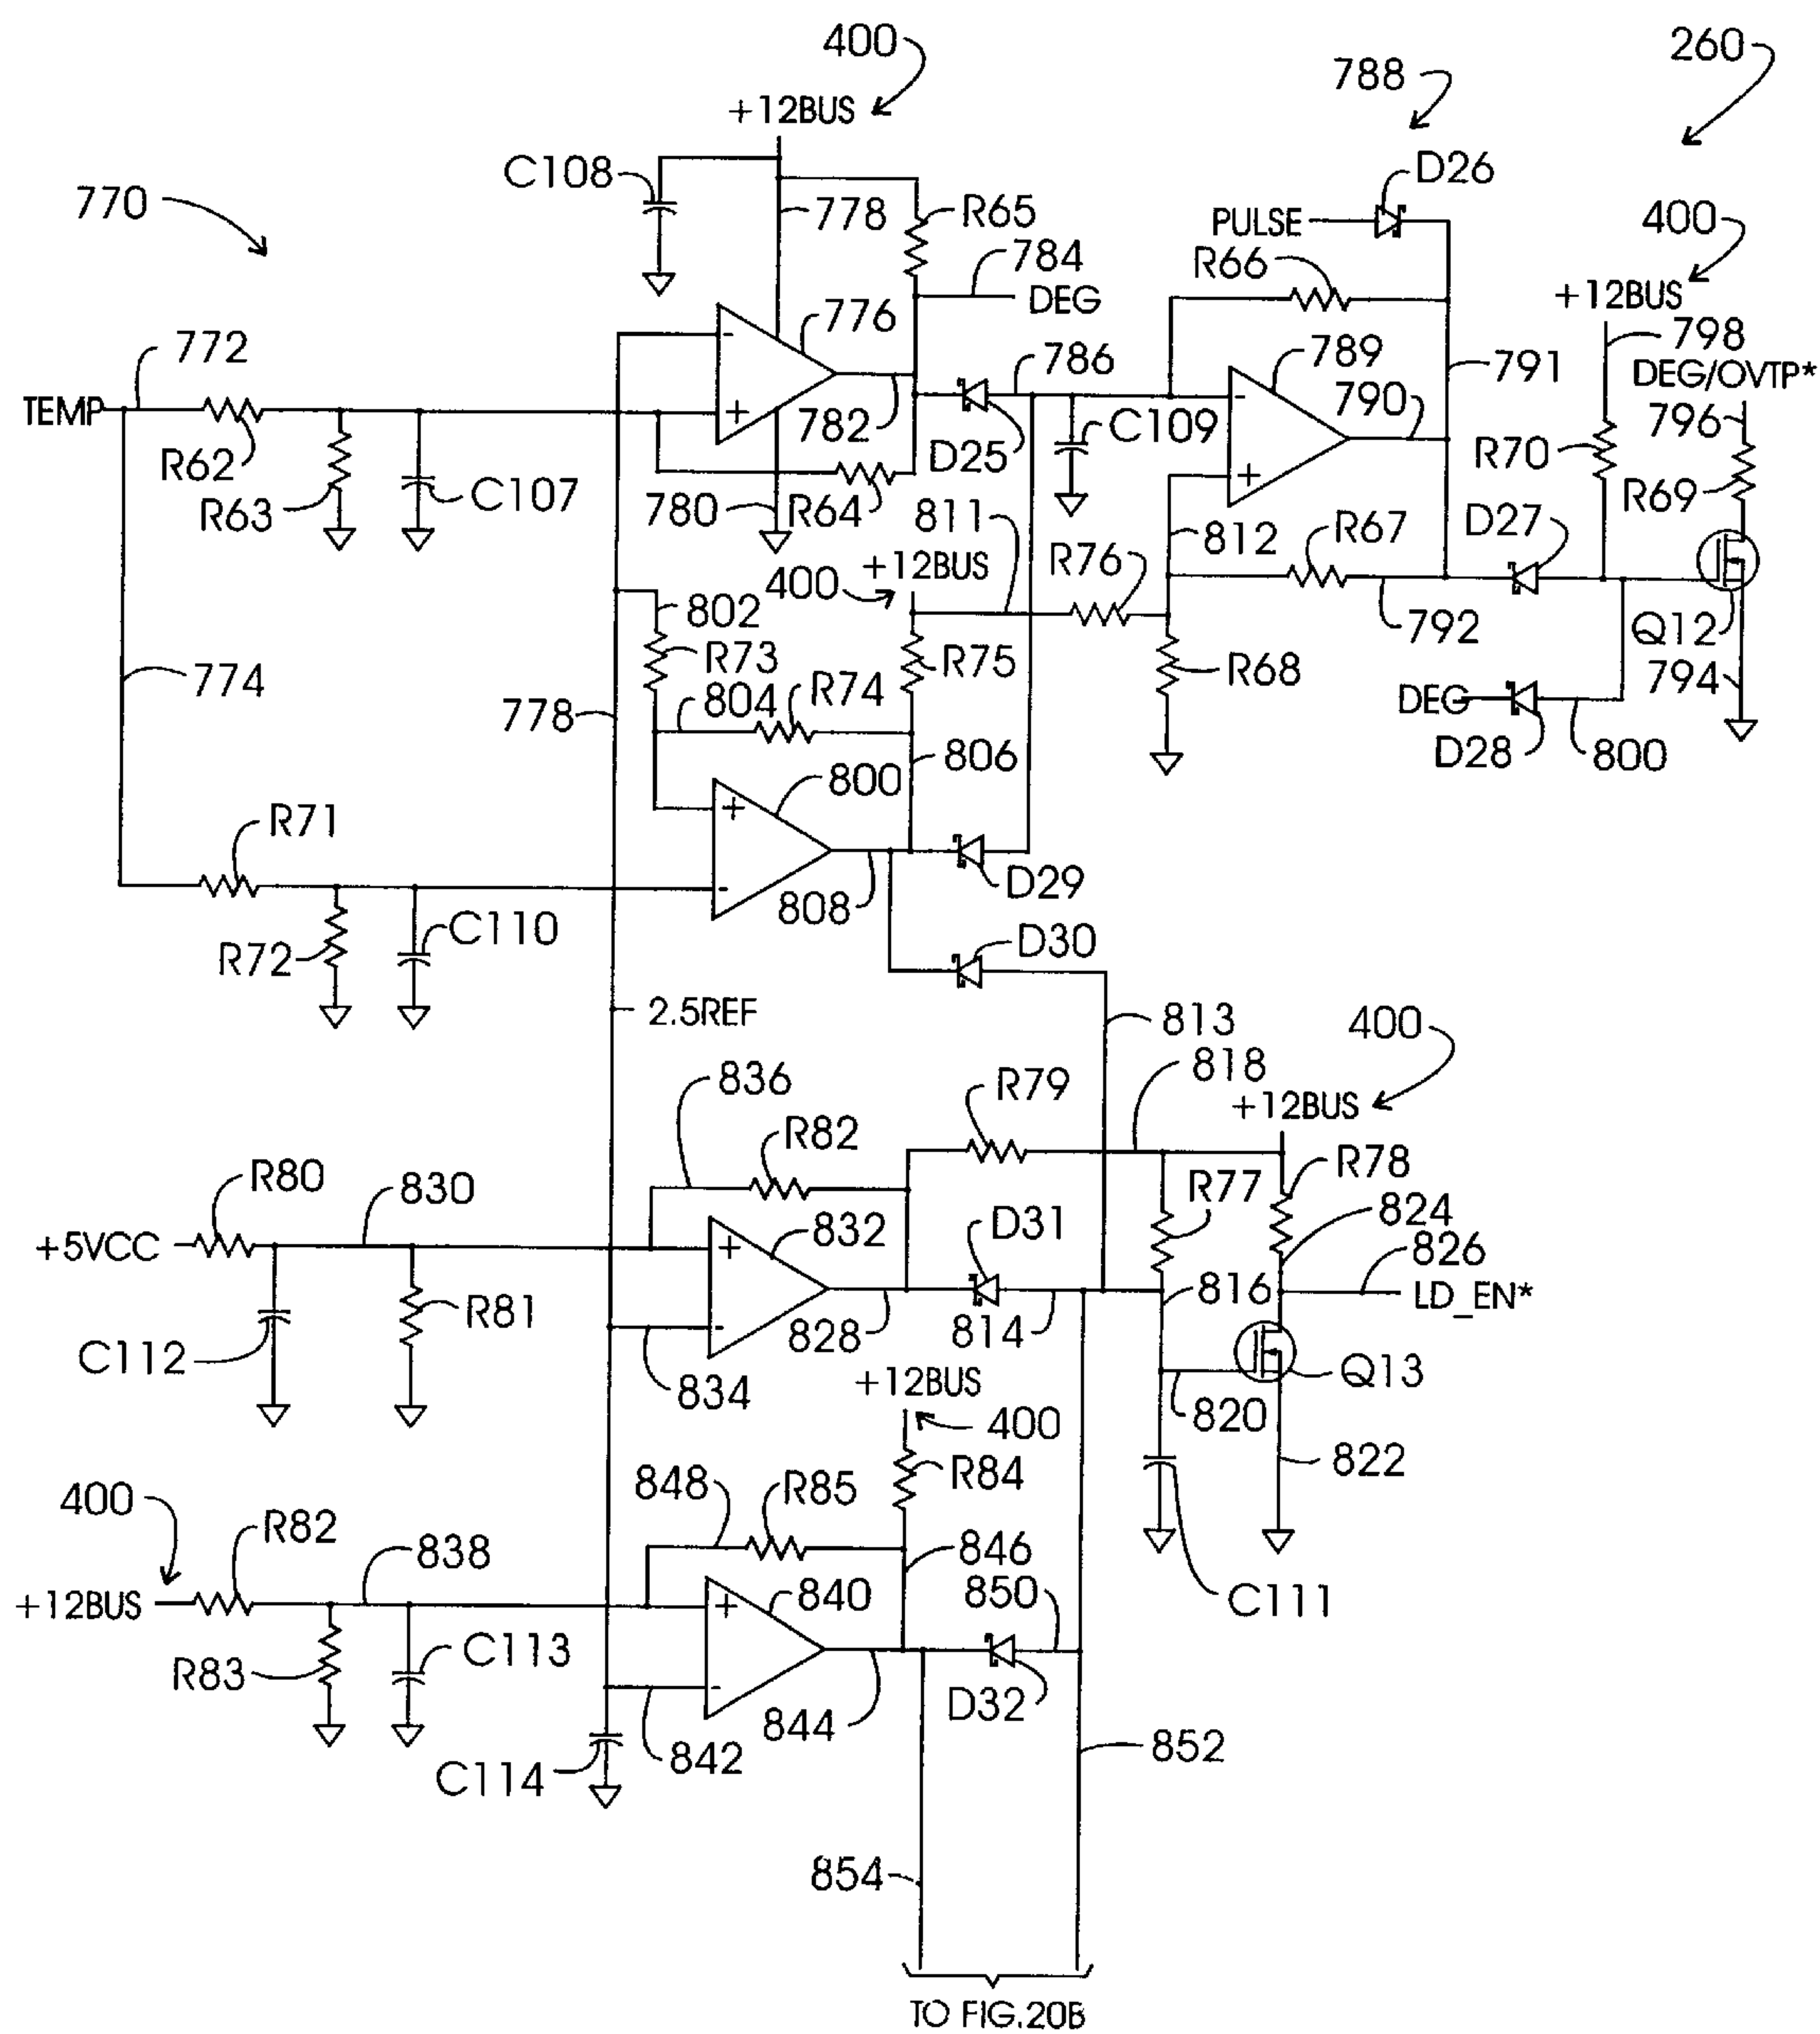 400
260
788
+12BUS
D26
C108
770
778
R65
PULSE
400
784
R66
DEG
+12BUS
776
798
772
786
789
791
DEG/OVTP*
TEMP
790
796
782
C109
R62
D25
R70
R63
C107
R69
780
R64
811
D27
812
R67
R76
+12BUS
400
802
Q12
792
R73
R75
R68
774
R74
794
804
778
DEG
806
D28
800
800
R71
D29
808
C110
D30
R72
2.5REF
813
400
818
836
R79
+12BUS
R82
R78
R77
R80
830
824
D31
832
826
+5VCC
816
LD_EN*
R81
828
814
C112
Q13
+12BUS
834
820
400
822
R84
848
R85
400
R82
838
846
850
840
+12BUS
C111
C113
R83
D32
844
852
842
C114
854
TO FIG.20B